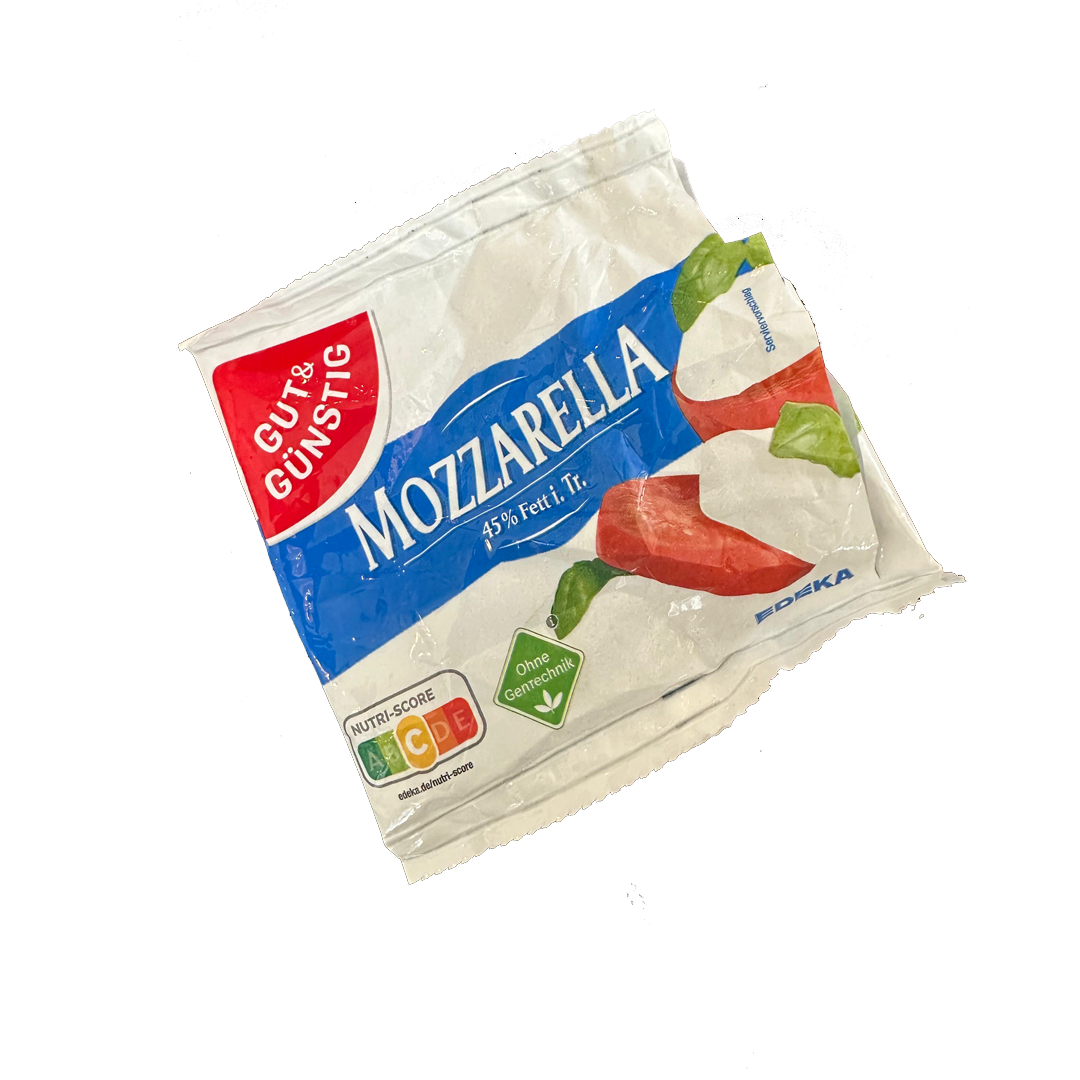 GUT &
GÜNSTIG
MOZZARELLA
45% Fett i. Tr.
Serviervorschlag
EDEKA
Ohne
GenTechnik
NUTRI-SCORE
A B C D E
edeka.de/nutri-score